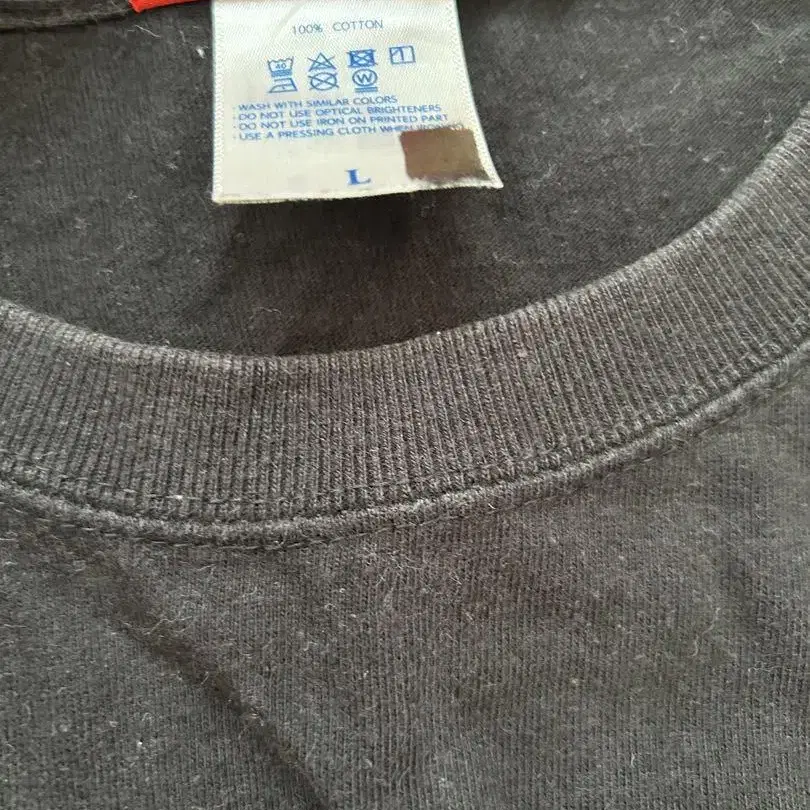 100% COTTON
40
W
- WASH WITH SIMILAR COLORS
- DO NOT USE OPTICAL BRIGHTENERS
- DO NOT USE IRON ON PRINTED PART
- USE A PRESSING CLOTH WHEN
L